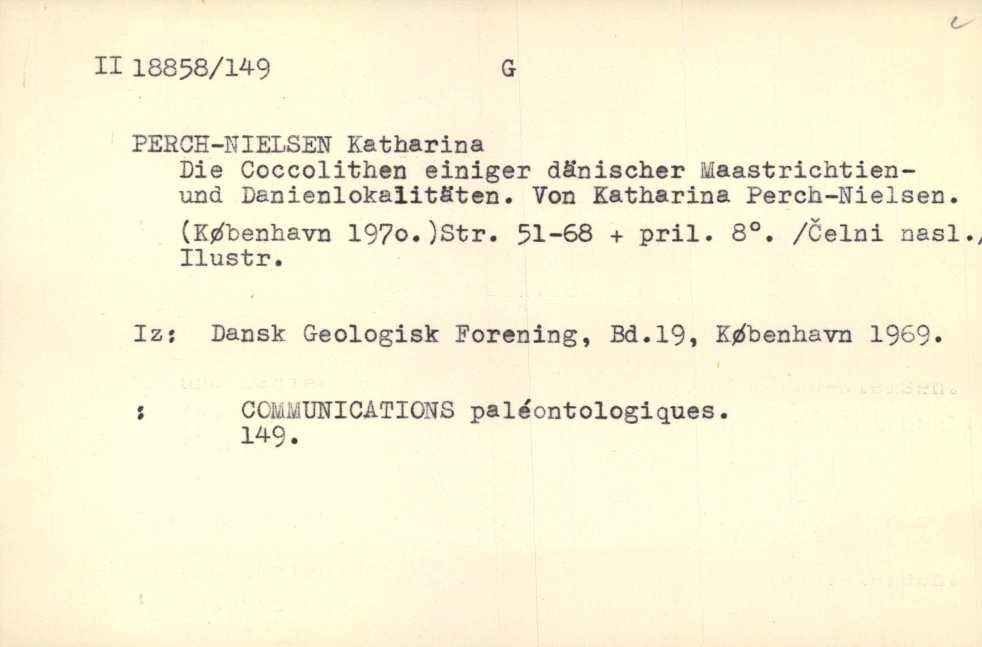 II 18858/149 G
PERCH-NIELSEN Katharina
Die Coccolithen einiger dänischer Maastrichtien-
und Danienlokalitäten. Von Katharina Perch-Nielsen.
(København 197o.)Str. 51-68 + pril. 8°. /Čelni nasl./
Ilustr.
Iz: Dansk Geologisk Forening, Bd.19, København 1969.
: COMMUNICATIONS paléontologiques.
149.